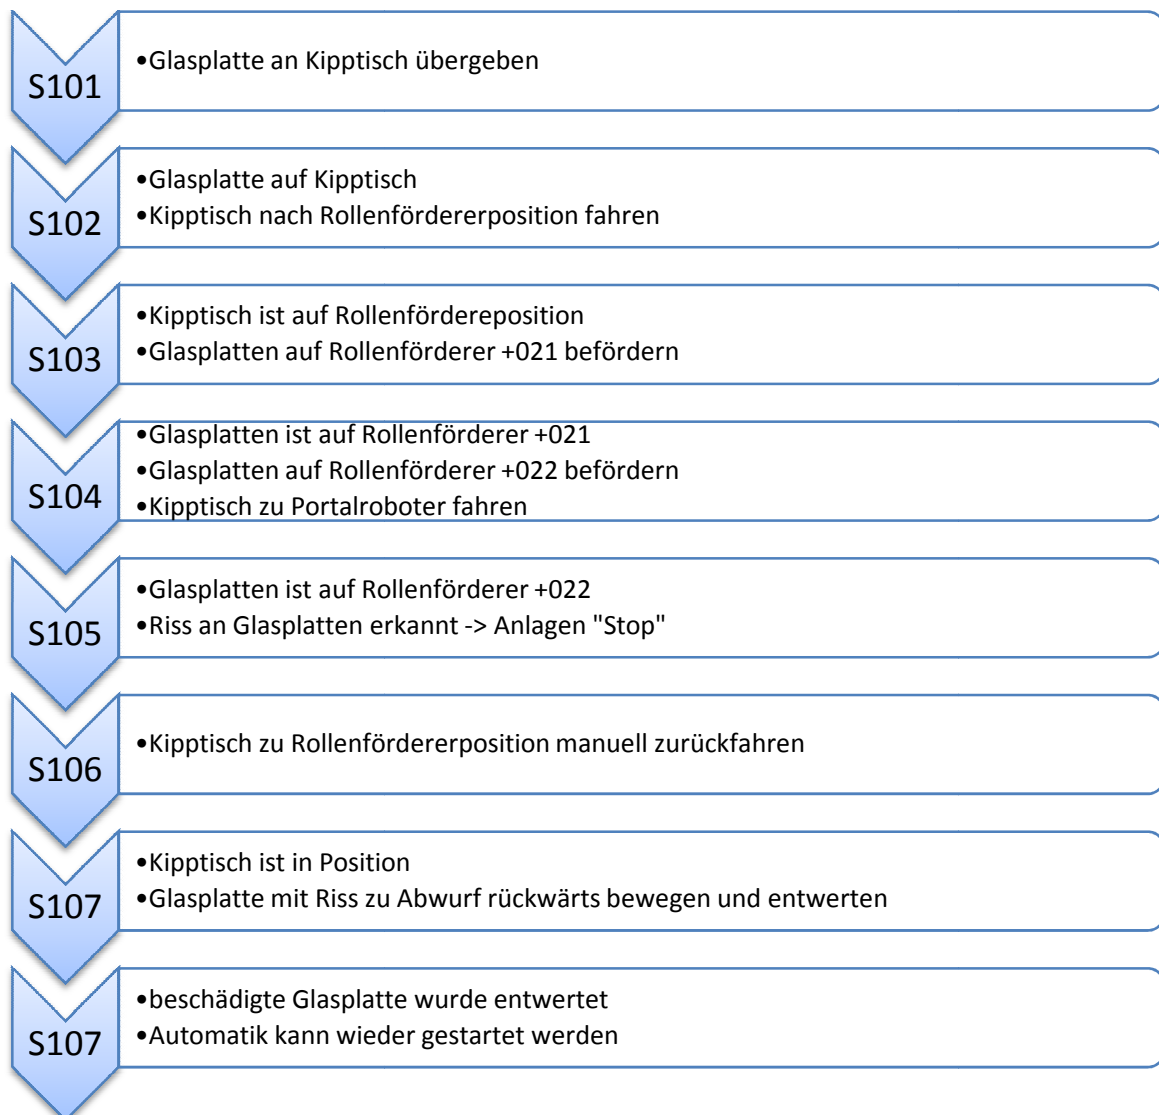 S101
•Glasplatte an Kipptisch übergeben
S102
•Glasplatte auf Kipptisch
•Kipptisch nach Rollenfördererposition fahren
S103
•Kipptisch ist auf Rollenfördereposition
•Glasplatten auf Rollenförderer +021 befördern
S104
•Glasplatten ist auf Rollenförderer +021
•Glasplatten auf Rollenförderer +022 befördern
•Kipptisch zu Portalroboter fahren
S105
•Glasplatten ist auf Rollenförderer +022
•Riss an Glasplatten erkannt -> Anlagen "Stop"
S106
•Kipptisch zu Rollenfördererposition manuell zurückfahren
S107
•Kipptisch ist in Position
•Glasplatte mit Riss zu Abwurf rückwärts bewegen und entwerten
S107
•beschädigte Glasplatte wurde entwertet
•Automatik kann wieder gestartet werden